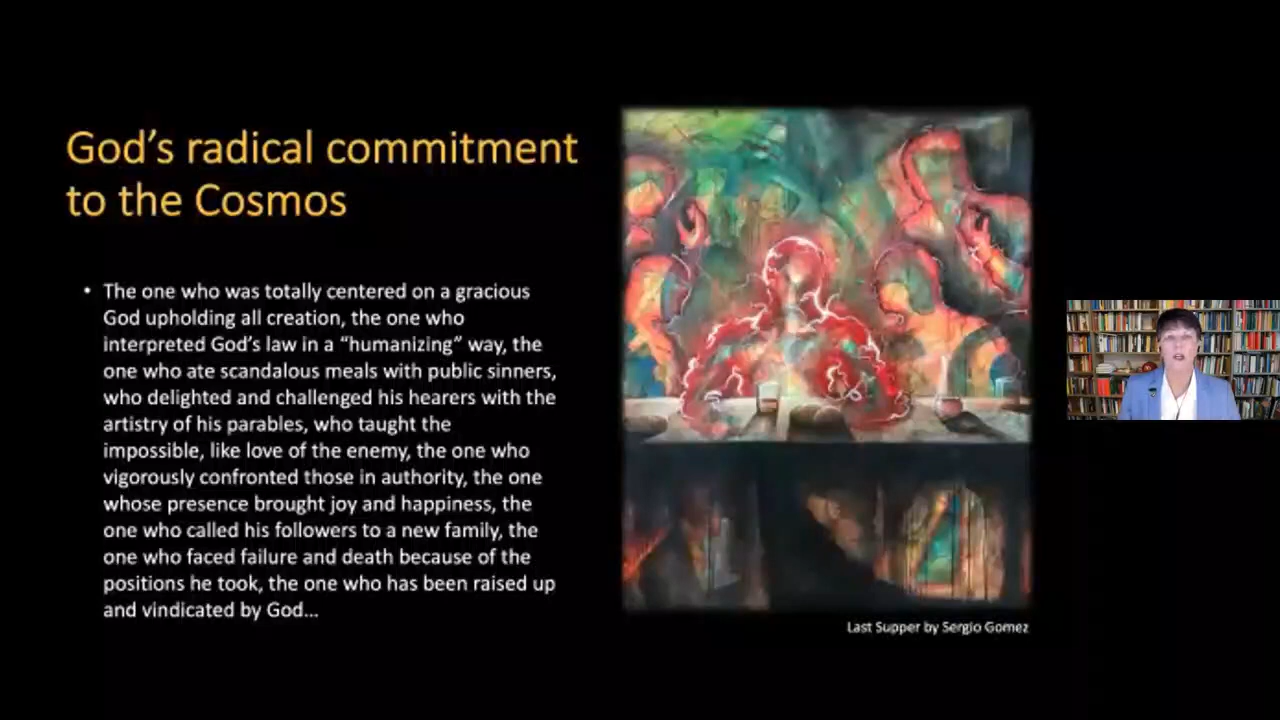 God's radical commitment
to the Cosmos
• The one who was totally centered on a gracious
God upholding all creation, the one who
interpreted God's law in a “humanizing” way, the
one who ate scandalous meals with public sinners,
who delighted and challenged his hearers with the
artistry of his parables, who taught the
impossible, like love of the enemy, the one who
vigorously confronted those in authority, the one
whose presence brought joy and happiness, the
one who called his followers to a new family, the
one who faced failure and death because of the
positions he took, the one who has been raised up
and vindicated by God...
Last Supper by Sergio Gomez